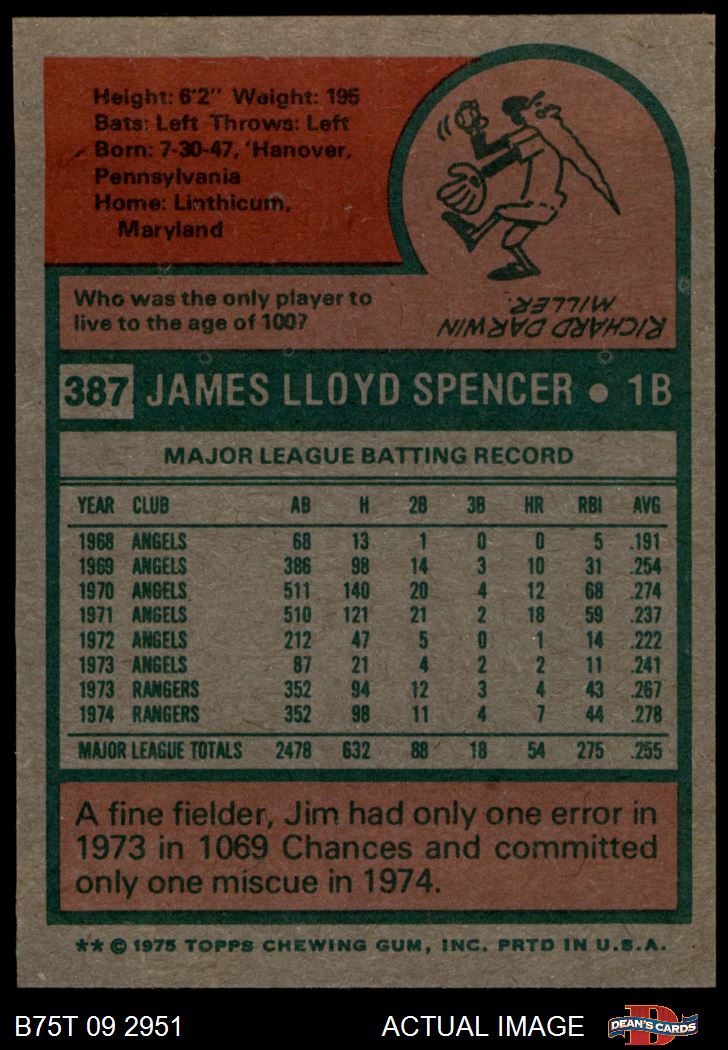 Height: 6'2" Weight: 195
Bats: Left Throws: Left
Born: 7-30-47, 'Hanover,
Pennsylvania
Home: Linthicum,
Maryland
Who was the only player to
live to the age of 100?
RICHARD DARWIN
MILLER.
387 JAMES LLOYD SPENCER • 1B
MAJOR LEAGUE BATTING RECORD
YEAR CLUB AB H 2B 3B HR RBI AVG
1968 ANGELS 68 13 1 0 0 5 .191
1969 ANGELS 386 98 14 3 10 31 .254
1970 ANGELS 511 140 20 4 12 68 .274
1971 ANGELS 510 121 21 2 18 59 .237
1972 ANGELS 212 47 5 0 1 14 .222
1973 ANGELS 87 21 4 2 2 11 .241
1973 RANGERS 352 94 12 3 4 43 .267
1974 RANGERS 352 98 11 4 7 44 .278
MAJOR LEAGUE TOTALS 2478 632 88 18 54 275 .255
A fine fielder, Jim had only one error in
1973 in 1069 Chances and committed
only one miscue in 1974.
** © 1975 TOPPS CHEWING GUM, INC. PRTD IN U.S.A.
B75T 09 2951 ACTUAL IMAGE
D
DEAN'S CARDS